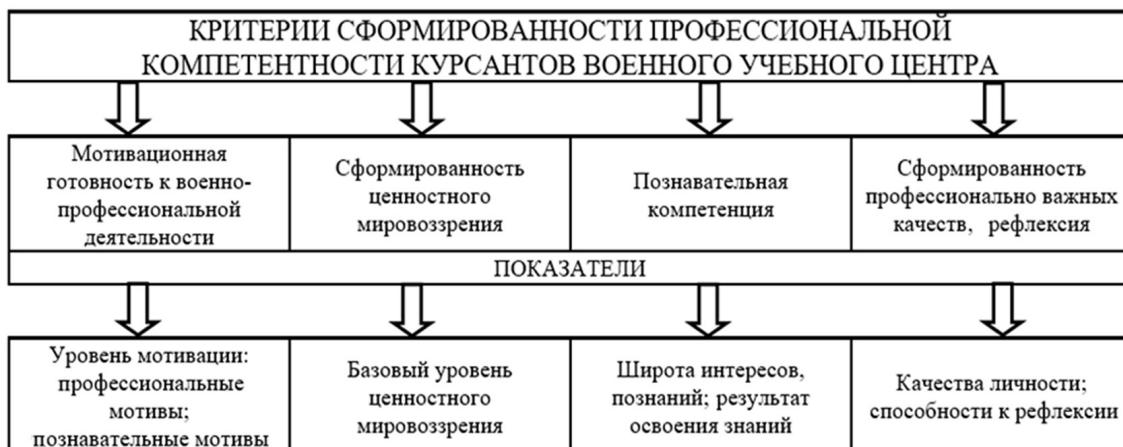 КРИТЕРИИ СФОРМИРОВАННОСТИ ПРОФЕССИОНАЛЬНОЙ
КОМПЕТЕНТНОСТИ КУРСАНТОВ ВОЕННОГО УЧЕБНОГО ЦЕНТРА
Мотивационная
готовность к военно-
профессиональной
деятельности
Сформированность
ценностного
мировоззрения
Познавательная
компетенция
Сформированность
профессионально важных
качеств, рефлексия
ПОКАЗАТЕЛИ
Уровень мотивации:
профессиональные
мотивы;
познавательные мотивы
Базовый уровень
ценностного
мировоззрения
Широта интересов,
познаний; результат
освоения знаний
Качества личности;
способности к рефлексии